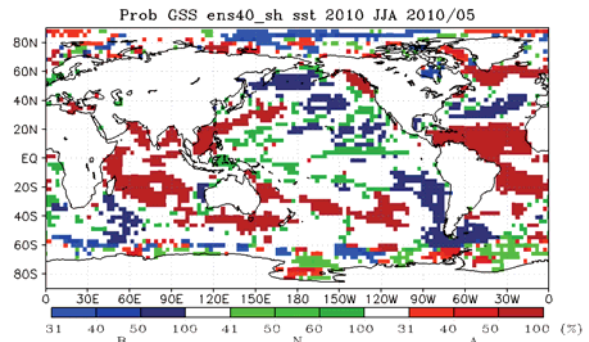 Prob GSS ens40_sh sst 2010 JJA 2010/05
80N
60N
40N
20N
EQ
20S
40S
60S
80S
0 30E 60E 90E 120E 150E 180 150W 120W 90W 60W 30W 0
31 40 50 100 41 50 60 100 31 40 50 100 (%)
B N A